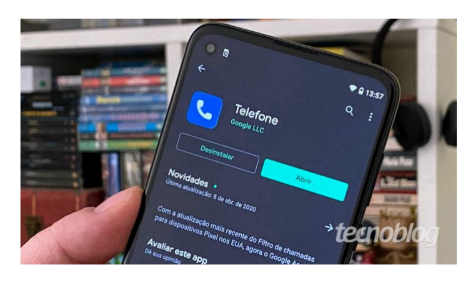 13:57
Telefone
Google LLC
Desinstalar
Abrir
Novidades
Última atualização: 8 de abr. de 2020
Com a atualização mais recente do Filtro de chamadas
para dispositivos Pixel nos EUA, agora o Google
Avaliar este app
Dê sua opinião
tecnoblog